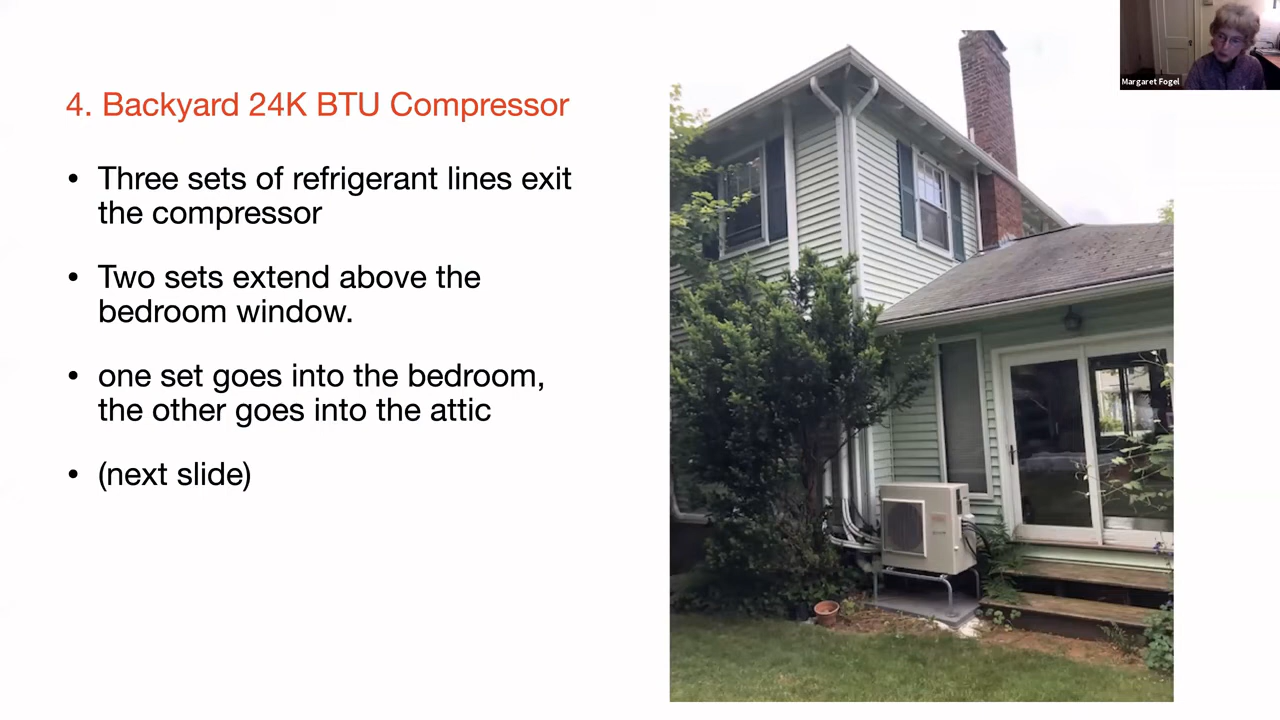 4. Backyard 24K BTU Compressor
• Three sets of refrigerant lines exit
the compressor
• Two sets extend above the
bedroom window.
• one set goes into the bedroom,
the other goes into the attic
• (next slide)
Margaret Fogel